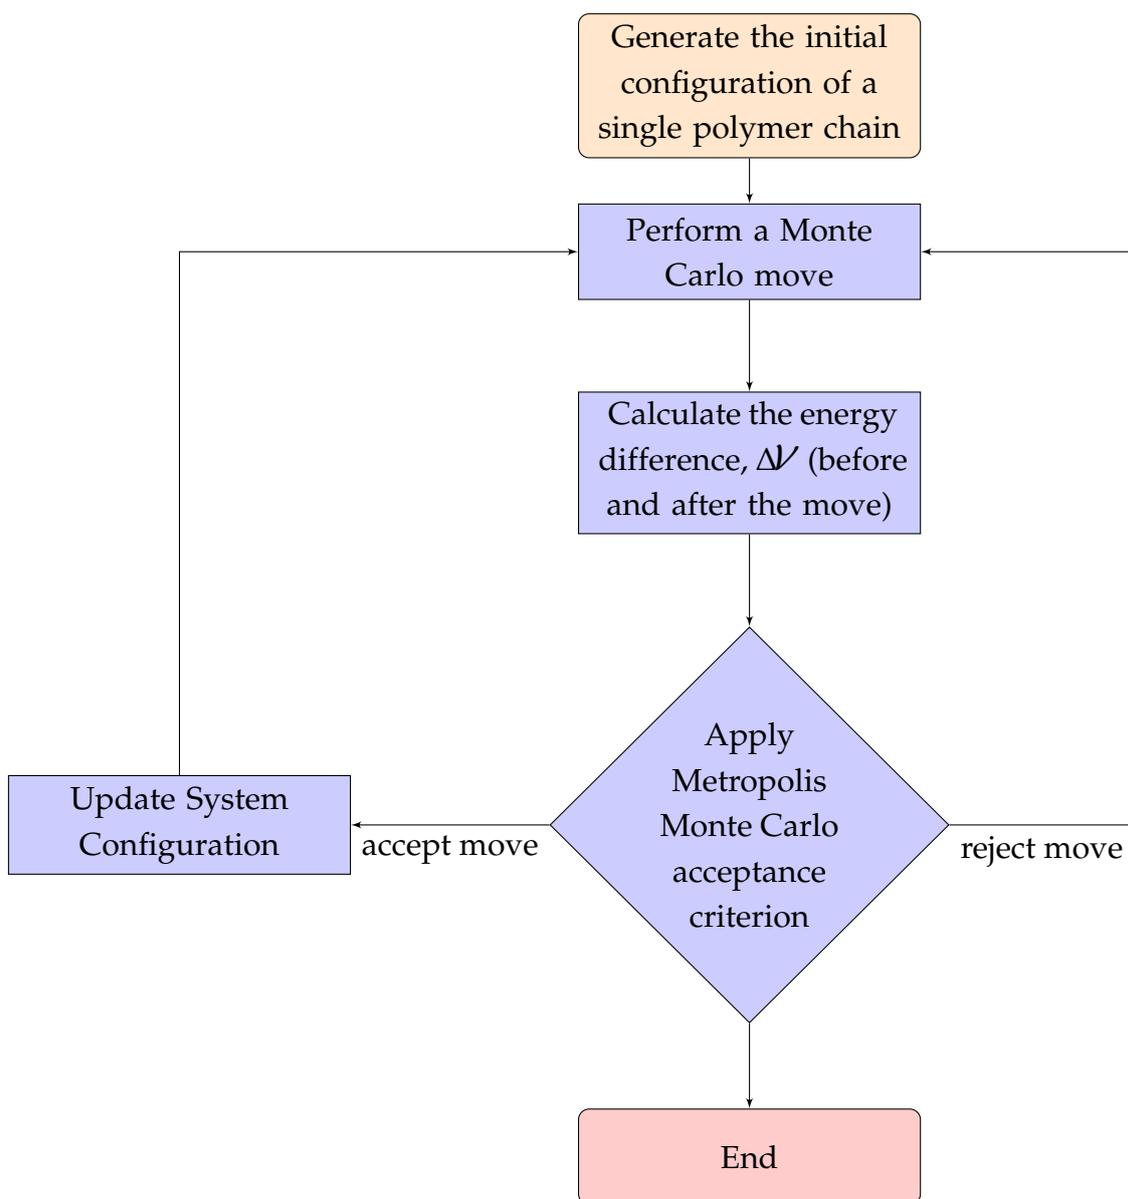 Generate the initial
configuration of a
single polymer chain
Perform a Monte
Carlo move
Calculate the energy
difference, Δ𝒱 (before
and after the move)
Apply
Metropolis
Monte Carlo
acceptance
criterion
Update System
Configuration
accept move
reject move
End